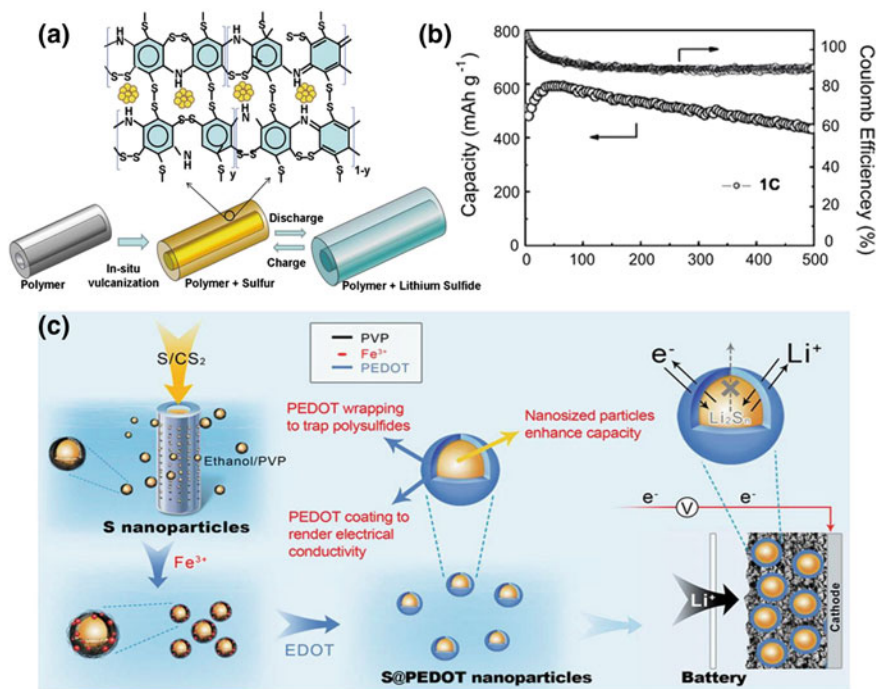 (a)
S
S
S
S
N
H
S-S
H
N
S-S
S-S
N
H
S-S
S
S
S
S
S
S
S
S
S-S
N
H
S-S
S-S
N
H
S
S
S
S
y
1-y
Discharge
Charge
In-situ
vulcanization
Polymer
Polymer + Sulfur
Polymer + Lithium Sulfide
(b)
800
700
600
500
400
200
0
Capacity (mAh g⁻¹)
100
80
60
40
20
0
Coulomb Efficiencey (%)
1C
0
100
200
300
400
500
(c)
S/CS₂
Ethanol/PVP
S nanoparticles
Fe³⁺
EDOT
PVP
Fe³⁺
PEDOT
PEDOT wrapping
to trap polysulfides
Nanosized particles
enhance capacity
PEDOT coating to
render electrical
conductivity
S@PEDOT nanoparticles
e⁻
Li⁺
Li₂Sₙ
e⁻
V
e⁻
Li⁺
Cathode
Battery